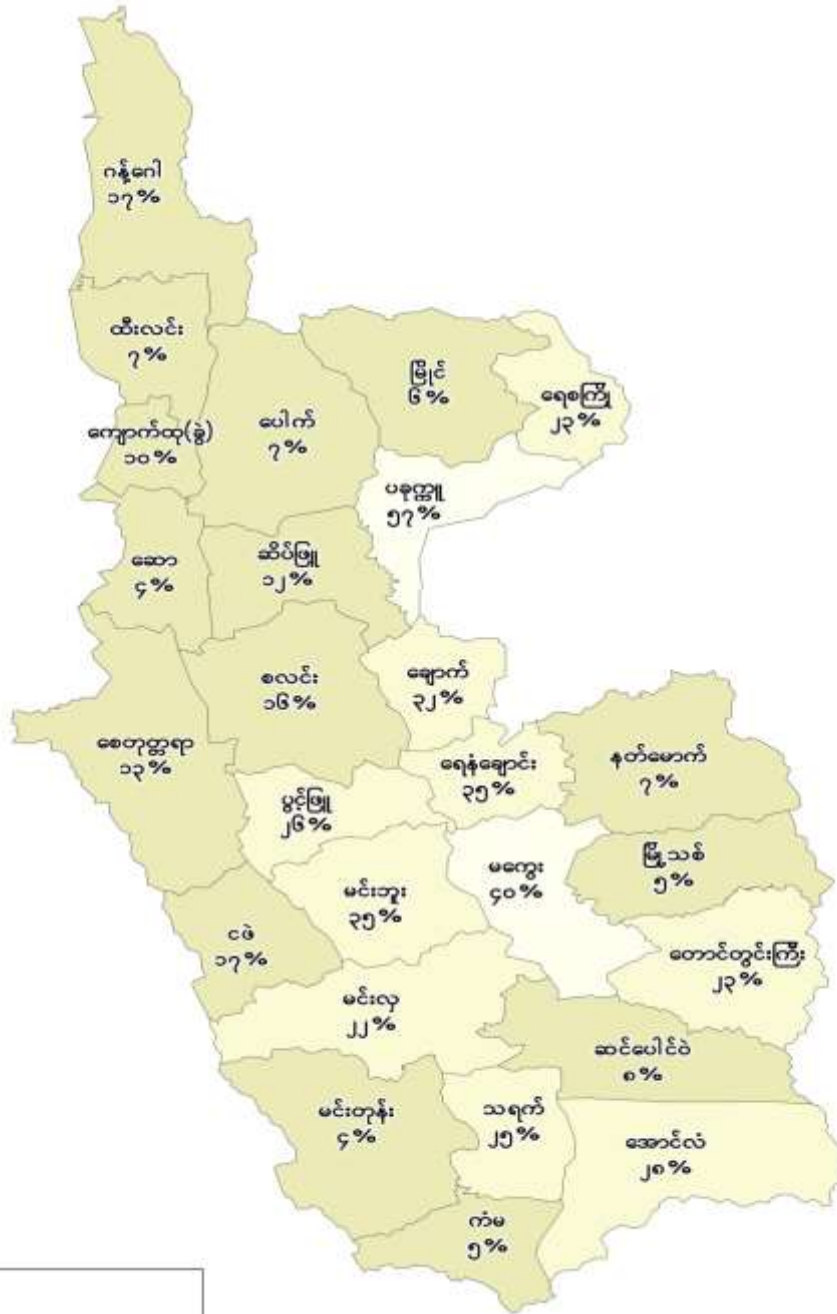 ဂန့်ဂေါ
၁၇%
ထီးလင်း
၇%
မြိုင်
၆%
ရေစကြို
၂၃%
ကျောက်ထု(ခွဲ)
၁၀%
ပေါက်
၇%
ပခုက္ကူ
၅၇%
ဆော
၄%
ဆိပ်ဖြူ
၁၂%
စလင်း
၁၆%
ချောက်
၃၂%
စေတုတ္တရာ
၁၃%
ရေနံချောင်း
၃၅%
နတ်မောက်
၇%
ပွင့်ဖြူ
၂၆%
မြို့သစ်
၅%
မကွေး
၄၀%
မင်းဘူး
၃၅%
ငဖဲ
၁၇%
တောင်တွင်းကြီး
၂၃%
မင်းလှ
၂၂%
ဆင်ပေါင်ဝဲ
၈%
မင်းတုန်း
၄%
သရက်
၂၅%
အောင်လံ
၂၈%
ကံမ
၅%